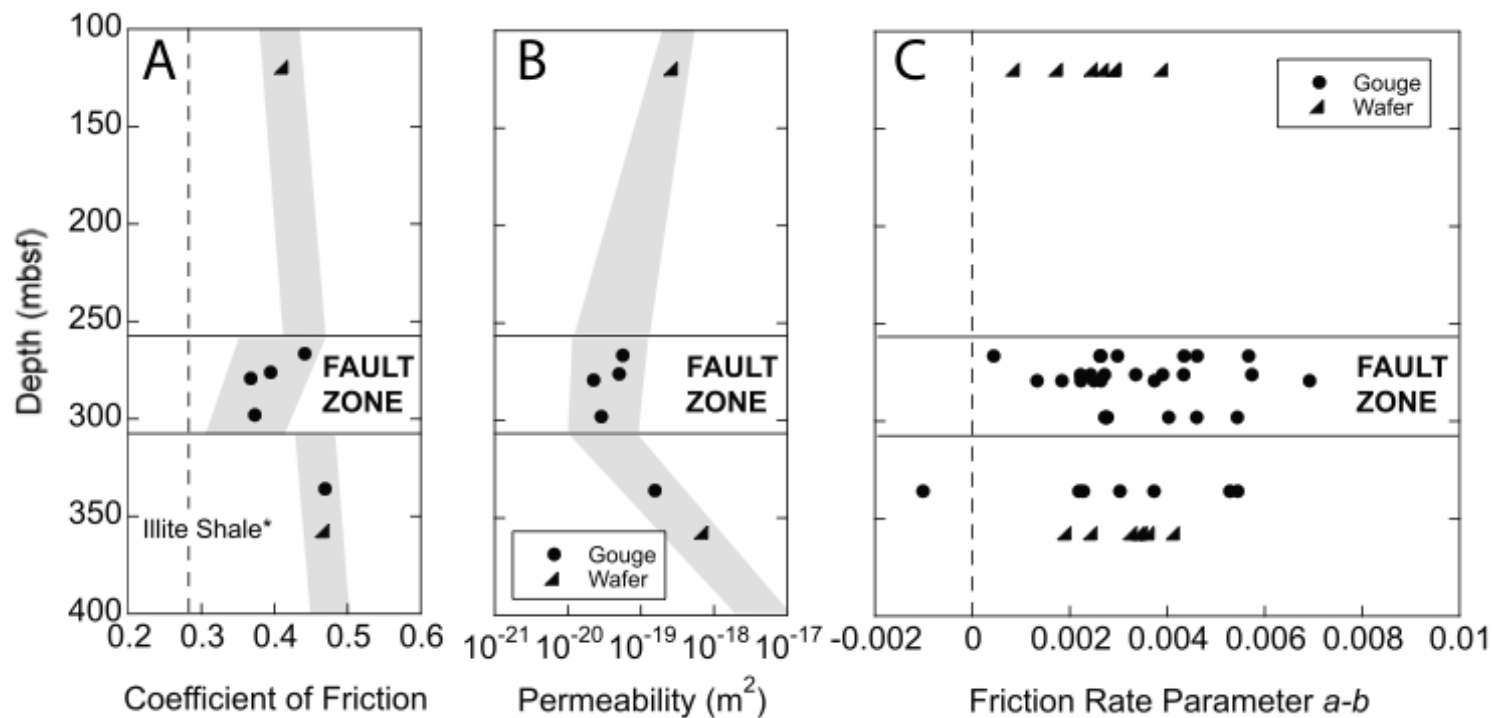 A
B
C
Depth (mbsf)
100
150
200
250
300
350
400
FAULT
ZONE
Illite Shale*
0.2 0.3 0.4 0.5 0.6
Coefficient of Friction
FAULT
ZONE
Gouge
Wafer
10-21 10-20 10-19 10-18 10-17
Permeability (m2)
Gouge
Wafer
FAULT
ZONE
-0.002 0 0.002 0.004 0.006 0.008 0.01
Friction Rate Parameter a-b